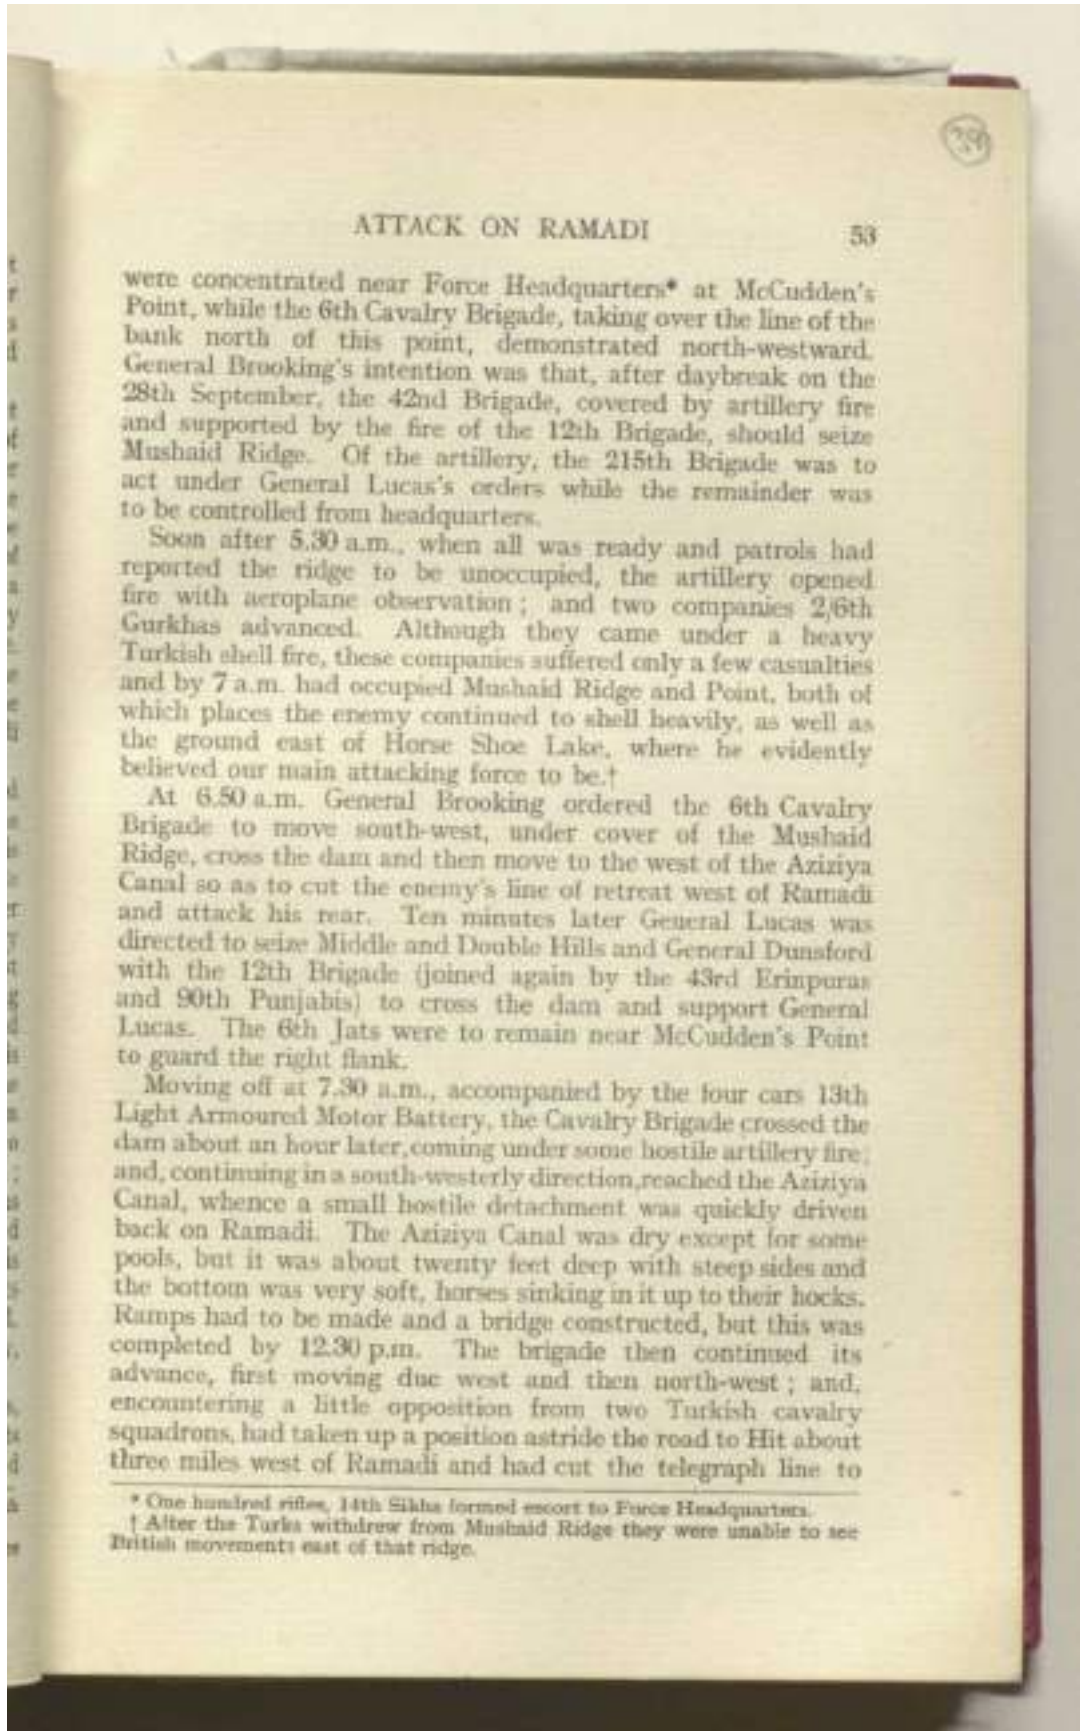 ATTACK ON RAMADI 53
were concentrated near Force Headquarters* at McCudden's
Point, while the 6th Cavalry Brigade, taking over the line of the
bank north of this point, demonstrated north-westward.
General Brooking's intention was that, after daybreak on the
28th September, the 42nd Brigade, covered by artillery fire
and supported by the fire of the 12th Brigade, should seize
Mushaid Ridge. Of the artillery, the 215th Brigade was to
act under General Lucas's orders while the remainder was
to be controlled from headquarters.
Soon after 5.30 a.m., when all was ready and patrols had
reported the ridge to be unoccupied, the artillery opened
fire with aeroplane observation; and two companies 2/6th
Gurkhas advanced. Although they came under a heavy
Turkish shell fire, these companies suffered only a few casualties
and by 7 a.m. had occupied Mushaid Ridge and Point, both of
which places the enemy continued to shell heavily, as well as
the ground east of Horse Shoe Lake, where he evidently
believed our main attacking force to be.†
At 6.50 a.m. General Brooking ordered the 6th Cavalry
Brigade to move south-west, under cover of the Mushaid
Ridge, cross the dam and then move to the west of the Aziziya
Canal so as to cut the enemy's line of retreat west of Ramadi
and attack his rear. Ten minutes later General Lucas was
directed to seize Middle and Double Hills and General Dunsford
with the 12th Brigade (joined again by the 43rd Erinpuras
and 90th Punjabis) to cross the dam and support General
Lucas. The 6th Jats were to remain near McCudden's Point
to guard the right flank.
Moving off at 7.30 a.m., accompanied by the four cars 13th
Light Armoured Motor Battery, the Cavalry Brigade crossed the
dam about an hour later, coming under some hostile artillery fire;
and, continuing in a south-westerly direction, reached the Aziziya
Canal, whence a small hostile detachment was quickly driven
back on Ramadi. The Aziziya Canal was dry except for some
pools, but it was about twenty feet deep with steep sides and
the bottom was very soft, horses sinking in it up to their hocks.
Ramps had to be made and a bridge constructed, but this was
completed by 12.30 p.m. The brigade then continued its
advance, first moving due west and then north-west; and,
encountering a little opposition from two Turkish cavalry
squadrons, had taken up a position astride the road to Hit about
three miles west of Ramadi and had cut the telegraph line to
* One hundred rifles, 14th Sikhs formed escort to Force Headquarters.
† After the Turks withdrew from Mushaid Ridge they were unable to see
British movements east of that ridge.